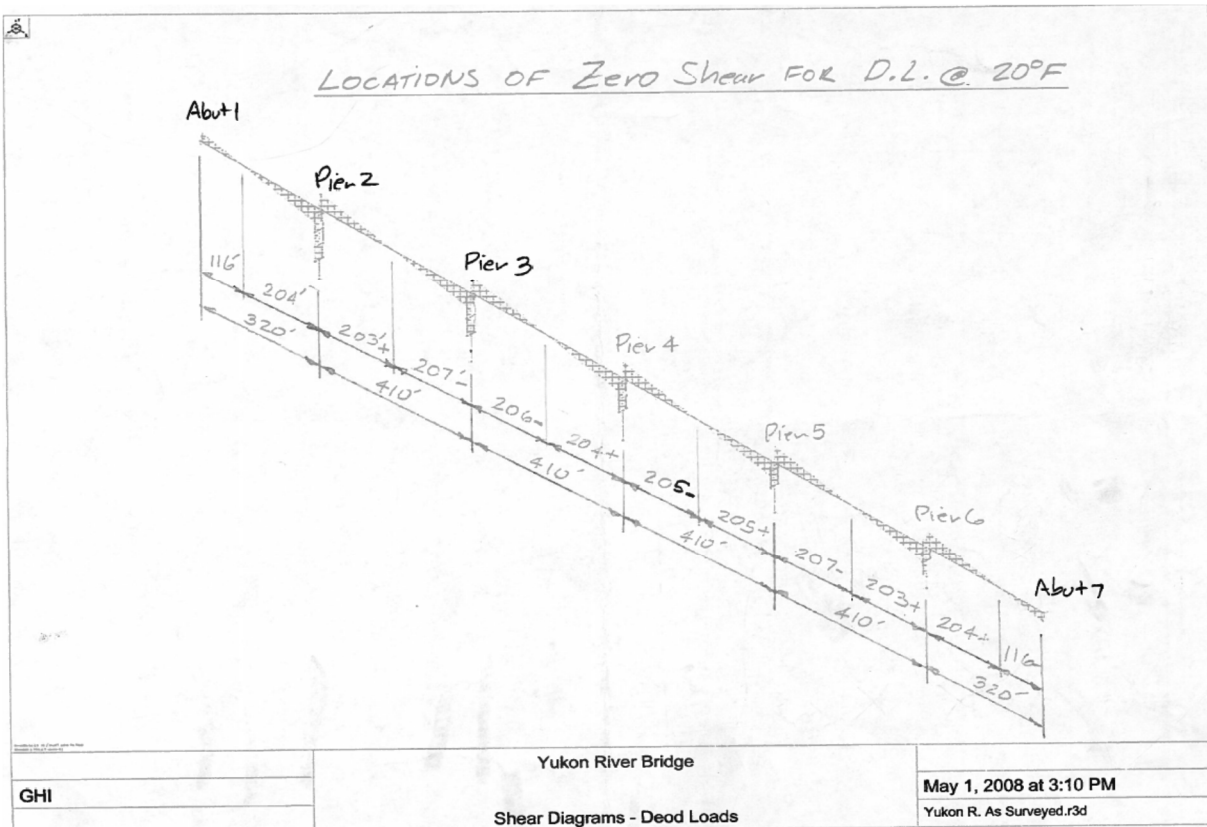 LOCATIONS OF Zero Shear FOR D.L. @ 20°F
Abut 1
Pier 2
Pier 3
Pier 4
Pier 5
Pier 6
Abut 7
116'
204'
203'+
207'-
206-
204+
205-
205+
207-
203+
204+
116-
320'
410'
410'
410'
410'
320'
GHI
Yukon River Bridge
Shear Diagrams - Deod Loads
May 1, 2008 at 3:10 PM
Yukon R. As Surveyed.r3d